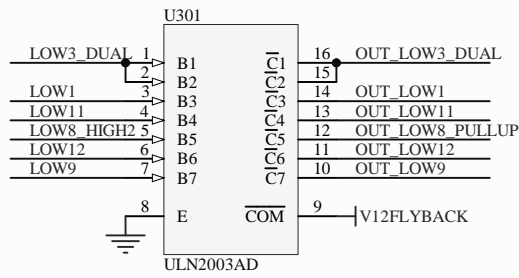 U301
LOW3_DUAL 1 B1 C1 16 OUT_LOW3_DUAL
2 B2 C2 15
LOW1 3 B3 C3 14 OUT_LOW1
LOW11 4 B4 C4 13 OUT_LOW11
LOW8_HIGH2 5 B5 C5 12 OUT_LOW8_PULLUP
LOW12 6 B6 C6 11 OUT_LOW12
LOW9 7 B7 C7 10 OUT_LOW9
8 E COM 9 V12FLYBACK
ULN2003AD